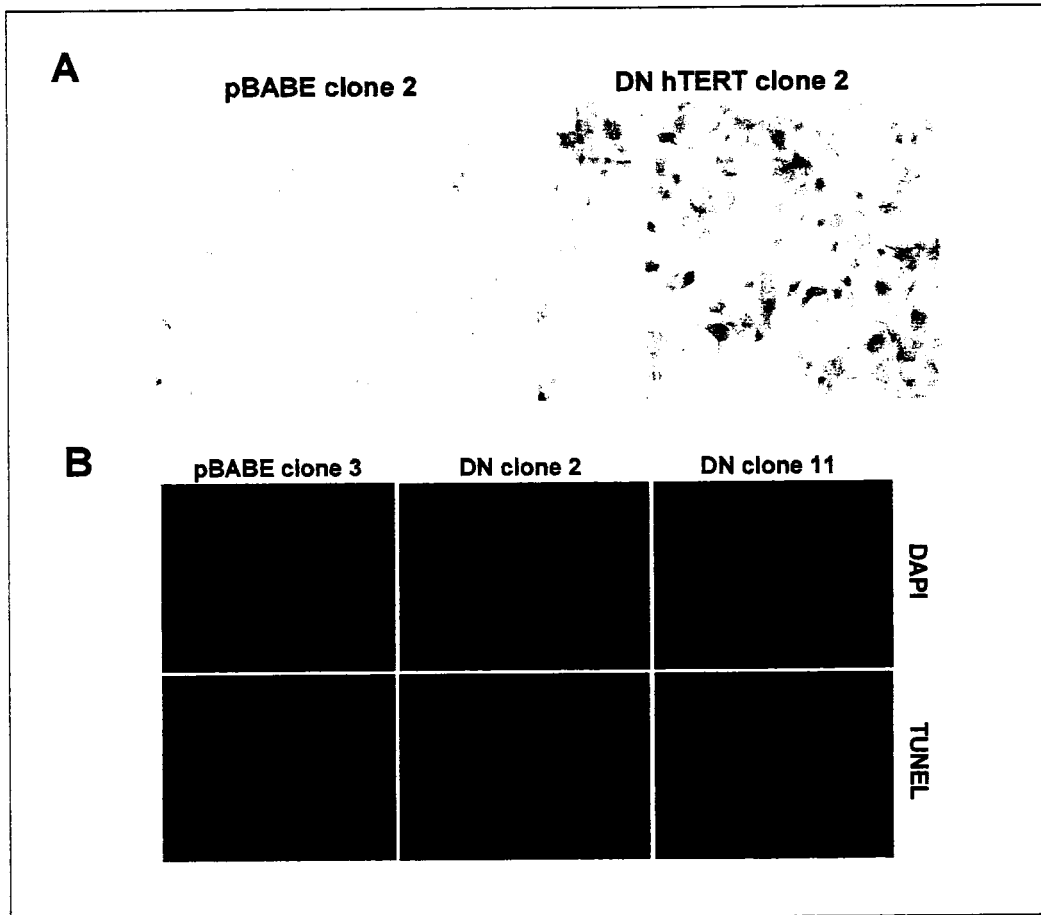 A
pBABE clone 2
DN hTERT clone 2
B
pBABE clone 3
DN clone 2
DN clone 11
DAPI
TUNEL